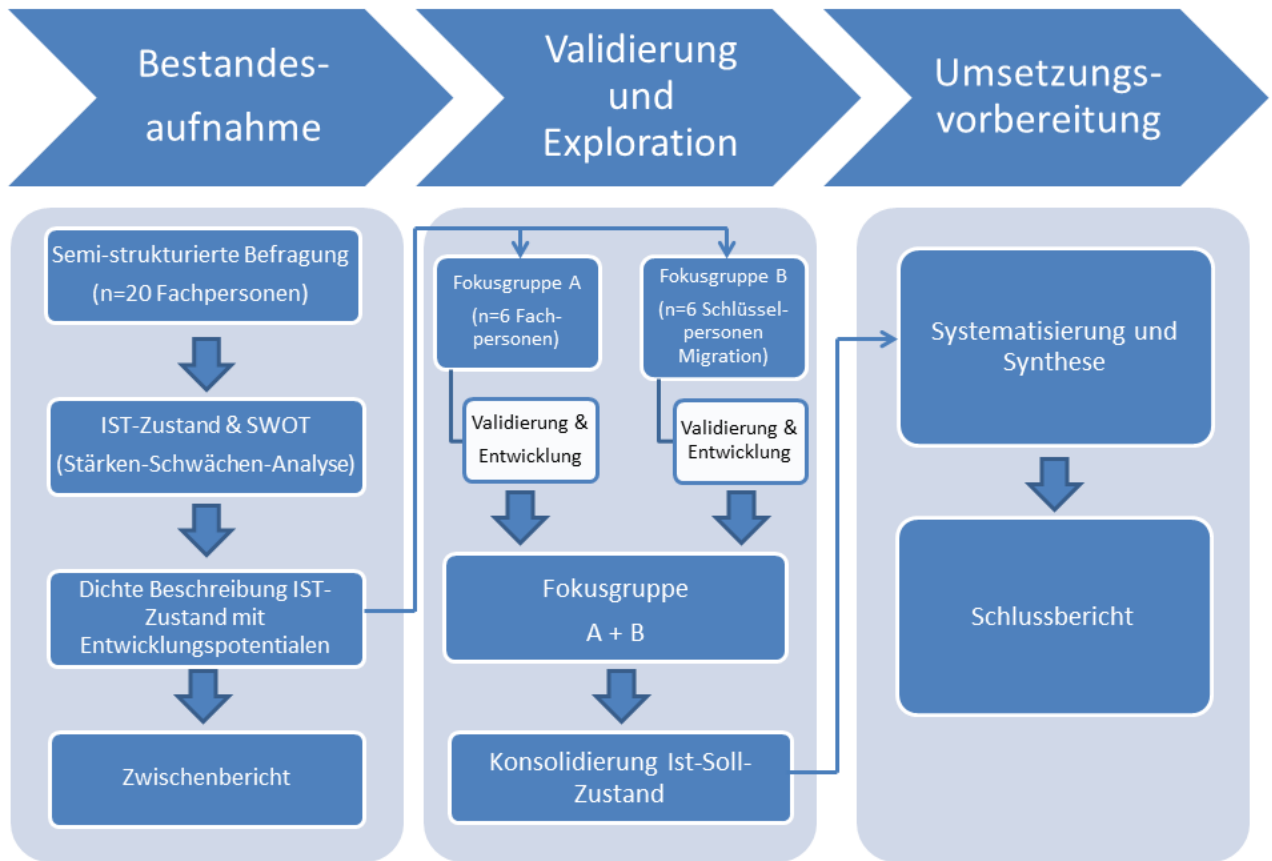 Bestandes-
aufnahme
Validierung
und
Exploration
Umsetzungs-
vorbereitung
Semi-strukturierte Befragung
(n=20 Fachpersonen)
IST-Zustand & SWOT
(Stärken-Schwächen-Analyse)
Dichte Beschreibung IST-
Zustand mit
Entwicklungspotentialen
Zwischenbericht
Fokusgruppe A
(n=6 Fach-
personen)
Validierung &
Entwicklung
Fokusgruppe B
(n=6 Schlüssel-
personen
Migration)
Validierung &
Entwicklung
Fokusgruppe
A + B
Konsolidierung Ist-Soll-
Zustand
Systematisierung und
Synthese
Schlussbericht